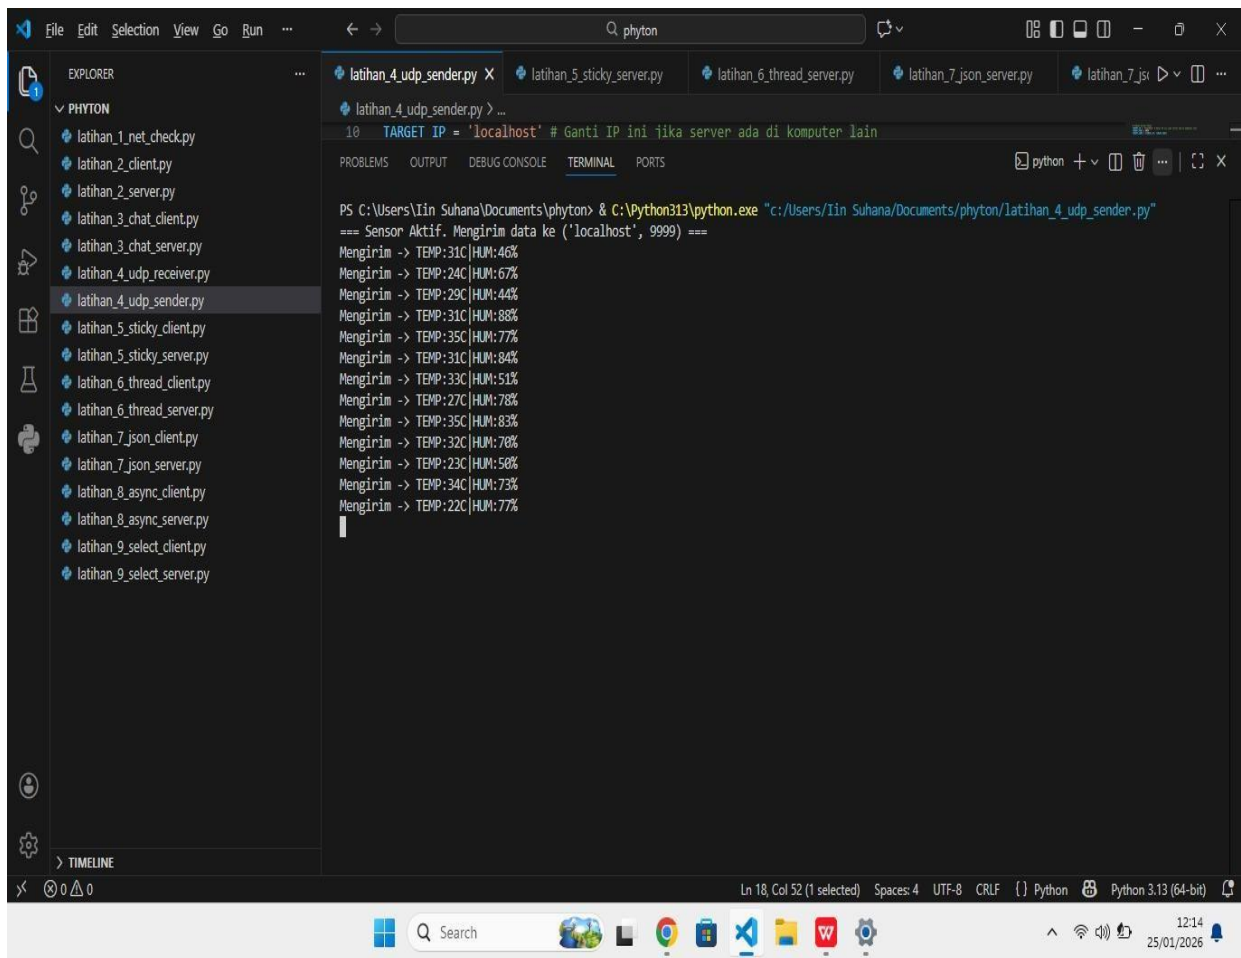 File Edit Selection View Go Run ··· phyton
EXPLORER ···
1
PHYTON
latihan_1_net_check.py
latihan_2_client.py
latihan_2_server.py
latihan_3_chat_client.py
latihan_3_chat_server.py
latihan_4_udp_receiver.py
latihan_4_udp_sender.py
latihan_5_sticky_client.py
latihan_5_sticky_server.py
latihan_6_thread_client.py
latihan_6_thread_server.py
latihan_7_json_client.py
latihan_7_json_server.py
latihan_8_async_client.py
latihan_8_async_server.py
latihan_9_select_client.py
latihan_9_select_server.py
TIMELINE
latihan_4_udp_sender.py latihan_5_sticky_server.py latihan_6_thread_server.py latihan_7_json_server.py latihan_7_js
latihan_4_udp_sender.py > ...
10 TARGET_IP = 'localhost' # Ganti IP ini jika server ada di komputer lain
PROBLEMS OUTPUT DEBUG CONSOLE TERMINAL PORTS python
PS C:\Users\Iin Suhana\Documents\phyton> & C:\Python313\python.exe "c:/Users/Iin Suhana/Documents/phyton/latihan_4_udp_sender.py"
=== Sensor Aktif. Mengirim data ke ('localhost', 9999) ===
Mengirim -> TEMP:31C|HUM:46%
Mengirim -> TEMP:24C|HUM:67%
Mengirim -> TEMP:29C|HUM:44%
Mengirim -> TEMP:31C|HUM:88%
Mengirim -> TEMP:35C|HUM:77%
Mengirim -> TEMP:31C|HUM:84%
Mengirim -> TEMP:33C|HUM:51%
Mengirim -> TEMP:27C|HUM:78%
Mengirim -> TEMP:35C|HUM:83%
Mengirim -> TEMP:32C|HUM:70%
Mengirim -> TEMP:23C|HUM:50%
Mengirim -> TEMP:34C|HUM:73%
Mengirim -> TEMP:22C|HUM:77%
0 0 Ln 18, Col 52 (1 selected) Spaces: 4 UTF-8 CRLF {} Python Python 3.13 (64-bit)
Search W 12:14
25/01/2026